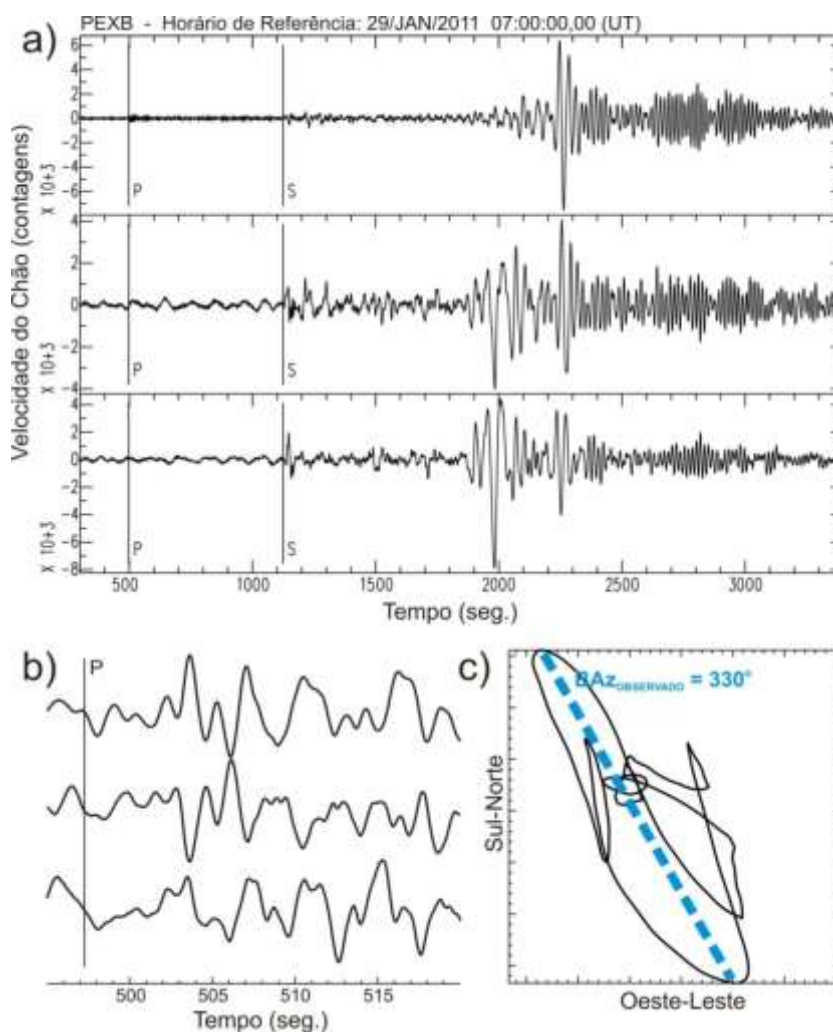 PEXB - Horário de Referência: 29/JAN/2011 07:00:00,00 (UT)
a)
Velocidade do Chão (contagens)
6
4
2
0
-2
-4
-6
X 10+3
P
S
4
2
0
-2
-4
X 10+3
P
S
4
2
0
-2
-4
-6
-8
X 10+3
P
S
500
1000
1500
2000
2500
3000
Tempo (seg.)
b)
P
500
505
510
515
Tempo (seg.)
c)
BAzOBSERVADO = 330°
Sul-Norte
Oeste-Leste